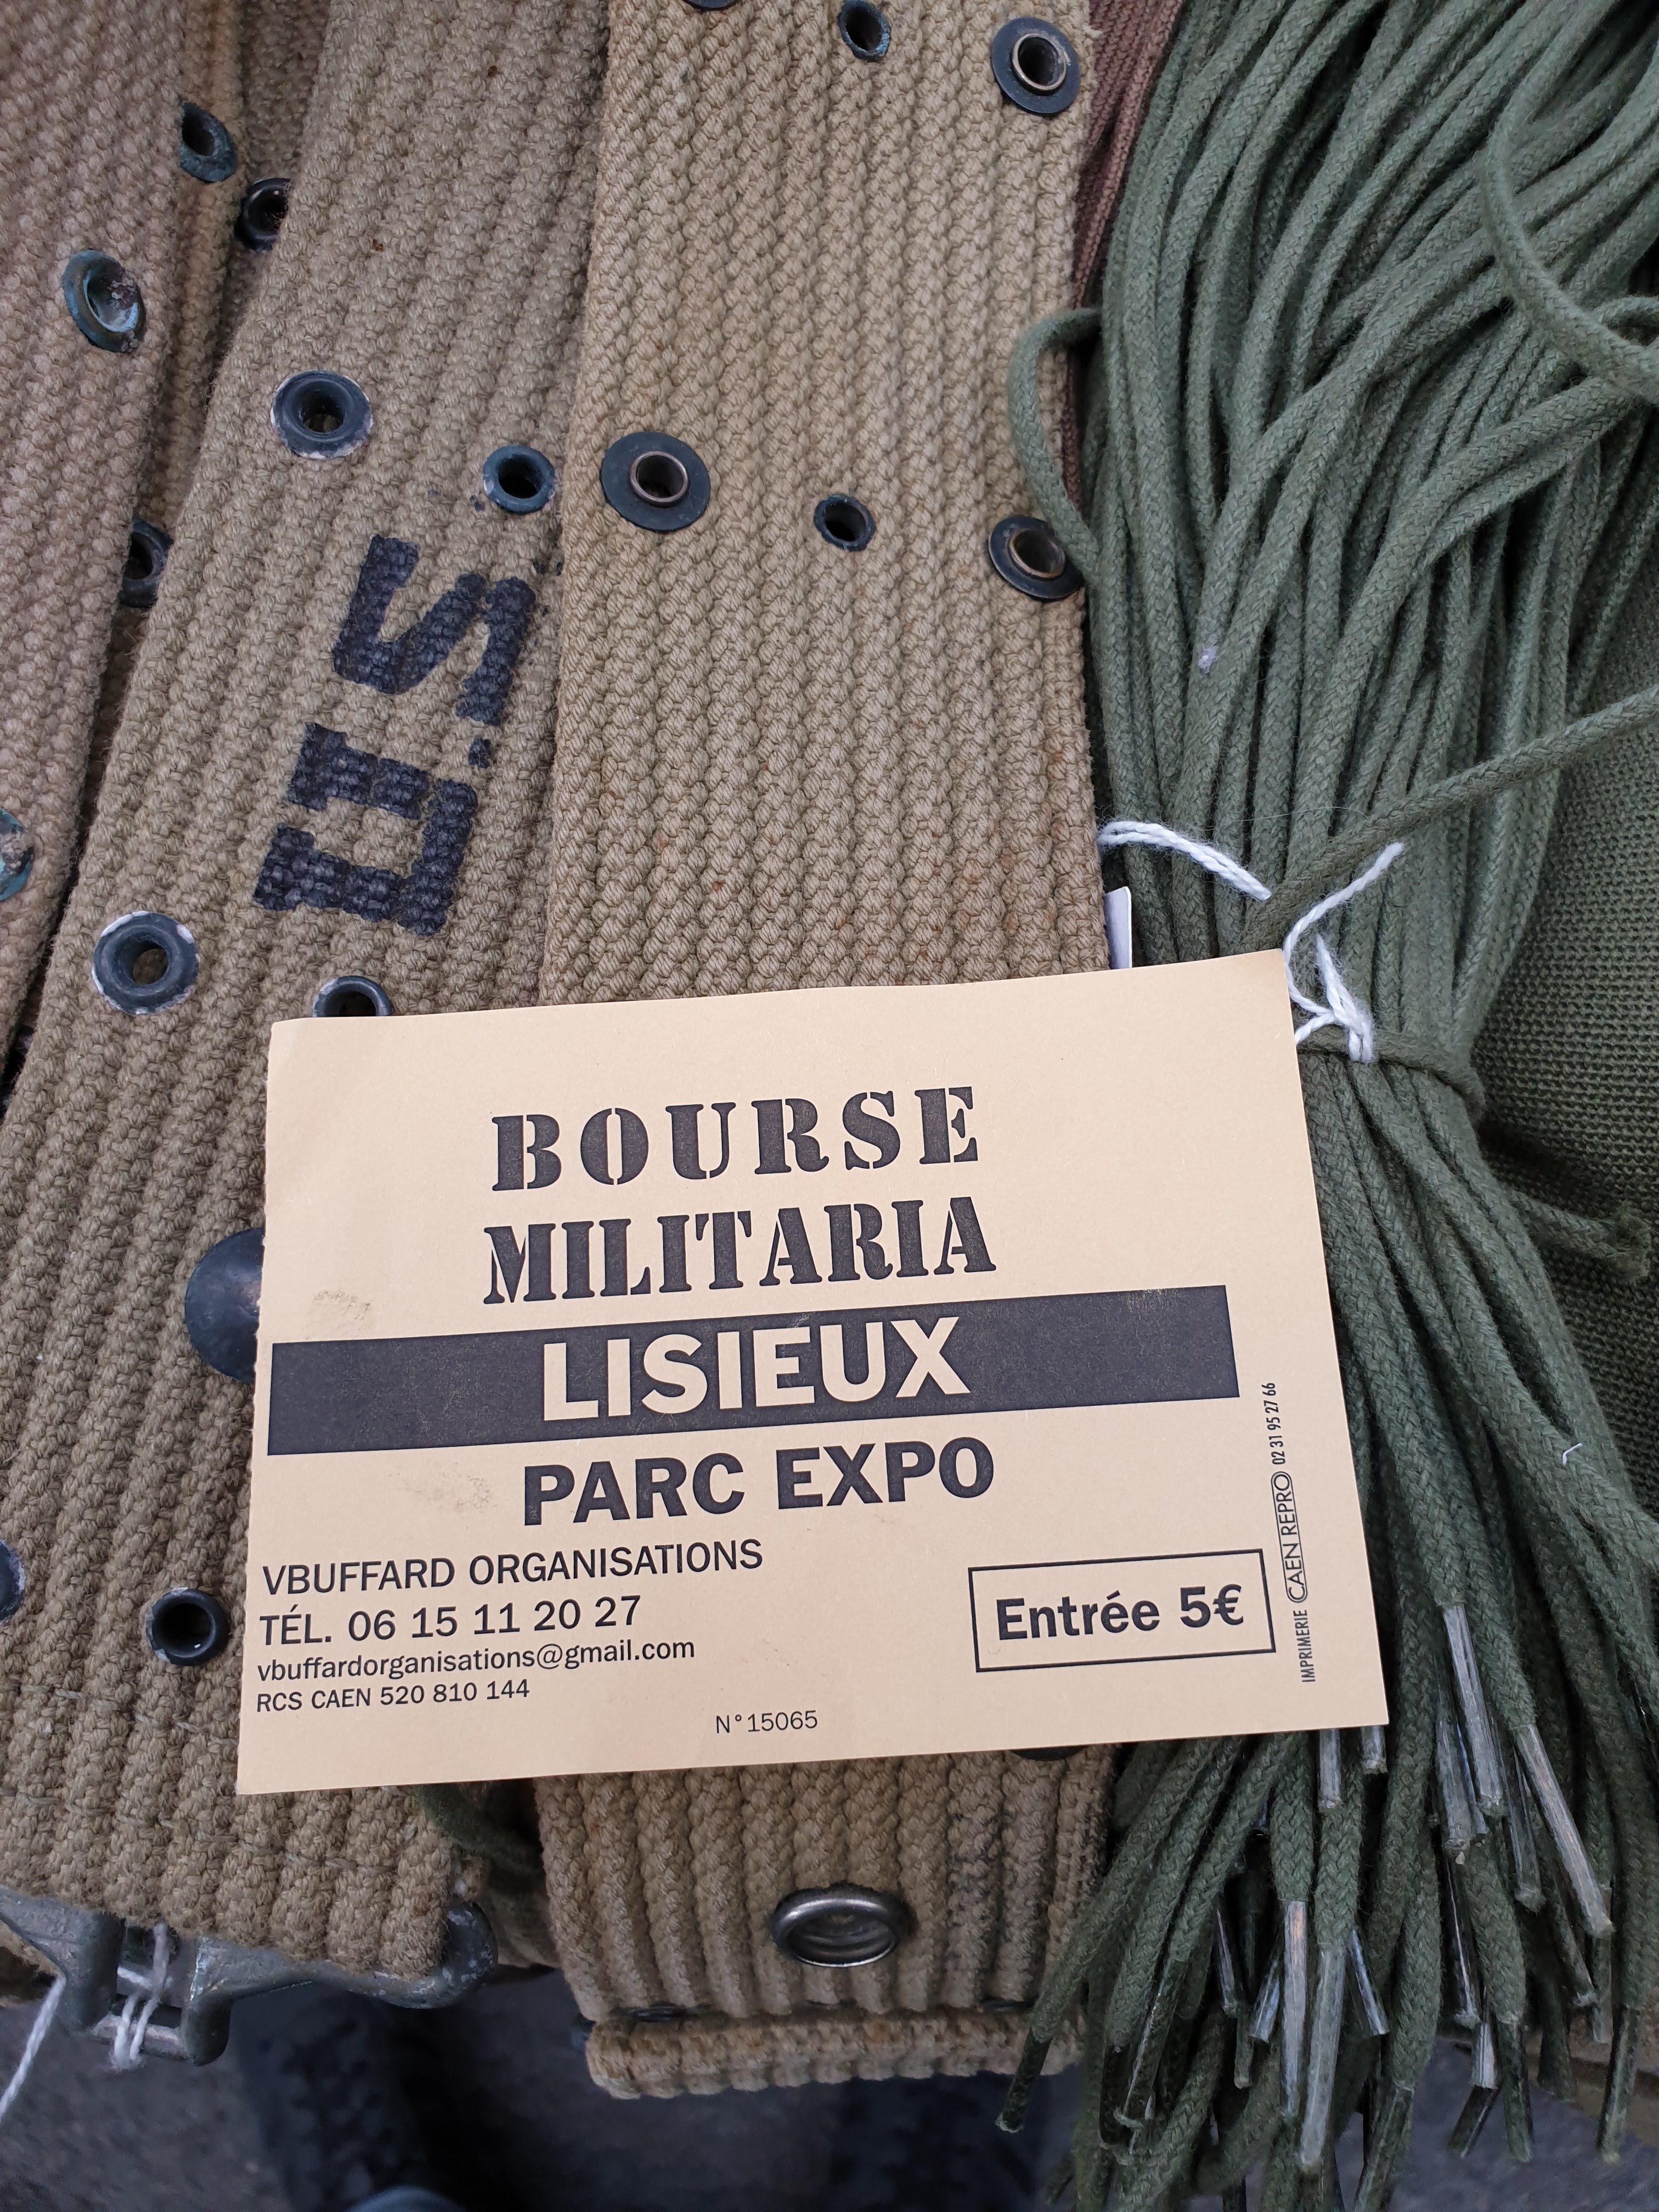 U.S.
BOURSE
MILITARIA
LISIEUX
PARC EXPO
VBUFFARD ORGANISATIONS
TÉL. 06 15 11 20 27
vbuffardorganisations@gmail.com
RCS CAEN 520 810 144
Entrée 5€
N°15065
IMPRIMERIE CAEN REPRO 02 31 95 27 66